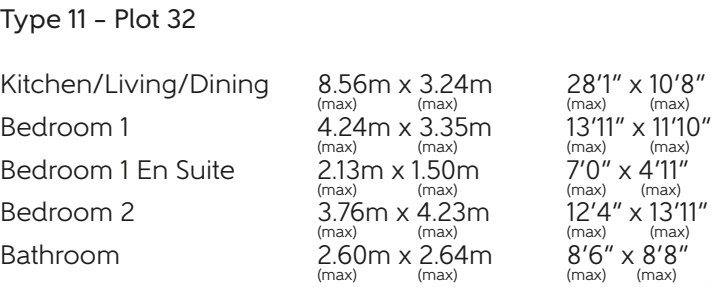 Type 11 – Plot 32
Kitchen/Living/Dining 8.56m x 3.24m 28'1" x 10'8"
(max) (max) (max) (max)
Bedroom 1 4.24m x 3.35m 13'11" x 11'10"
(max) (max) (max) (max)
Bedroom 1 En Suite 2.13m x 1.50m 7'0" x 4'11"
(max) (max) (max) (max)
Bedroom 2 3.76m x 4.23m 12'4" x 13'11"
(max) (max) (max) (max)
Bathroom 2.60m x 2.64m 8'6" x 8'8"
(max) (max) (max) (max)